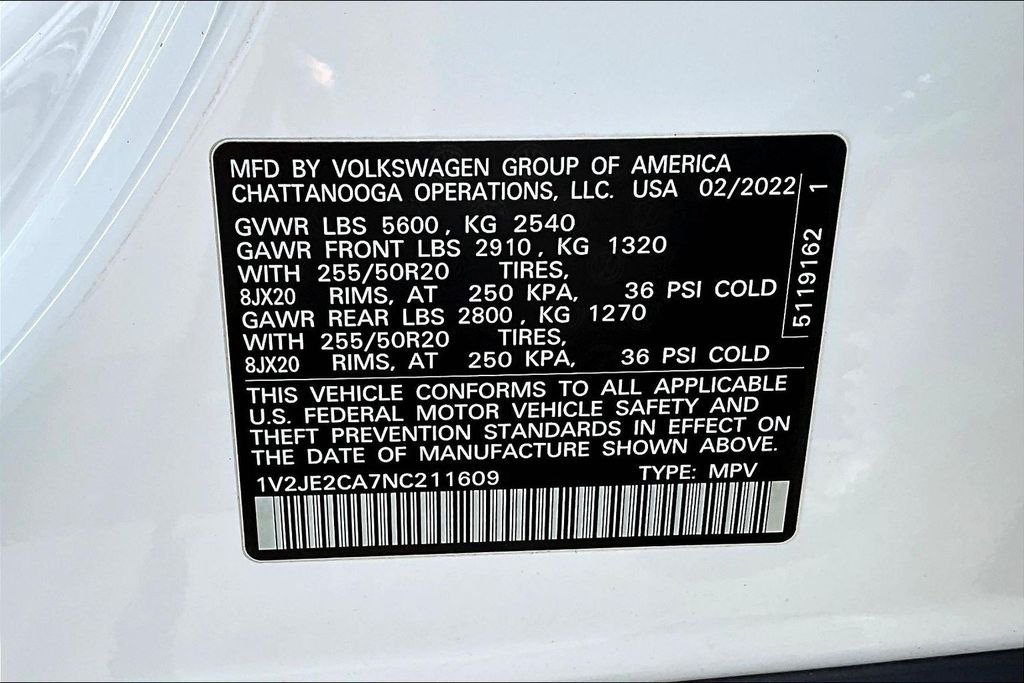 MFD BY VOLKSWAGEN GROUP OF AMERICA
CHATTANOOGA OPERATIONS, LLC. USA 02/2022
GVWR LBS 5600, KG 2540
GAWR FRONT LBS 2910, KG 1320
WITH 255/50R20 TIRES,
8JX20 RIMS, AT 250 KPA, 36 PSI COLD
GAWR REAR LBS 2800, KG 1270
WITH 255/50R20 TIRES,
8JX20 RIMS, AT 250 KPA, 36 PSI COLD
THIS VEHICLE CONFORMS TO ALL APPLICABLE
U.S. FEDERAL MOTOR VEHICLE SAFETY AND
THEFT PREVENTION STANDARDS IN EFFECT ON
THE DATE OF MANUFACTURE SHOWN ABOVE.
1V2JE2CA7NC211609 TYPE: MPV
5119162 1